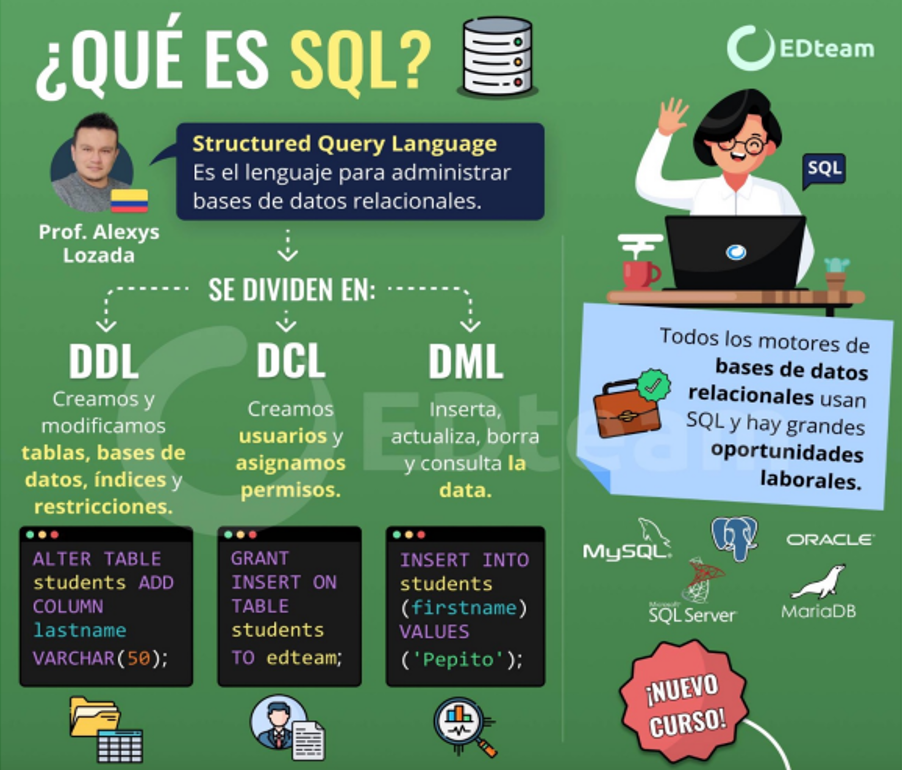 ¿QUÉ ES SQL?
EDteam
Structured Query Language
Es el lenguaje para administrar
bases de datos relacionales.
Prof. Alexys
Lozada
SQL
SE DIVIDEN EN:
DDL
Creamos y
modificamos
tablas, bases de
datos, índices y
restricciones.
DCL
Creamos
usuarios y
asignamos
permisos.
DML
Inserta,
actualiza, borra
y consulta la
data.
Todos los motores de
bases de datos
relacionales usan
SQL y hay grandes
oportunidades
laborales.
EDteam
ALTER TABLE
students ADD
COLUMN
lastname
VARCHAR(50);
GRANT
INSERT ON
TABLE
students
TO edteam;
INSERT INTO
students
(firstname)
VALUES
('Pepito');
MySQL
ORACLE
Microsoft
SQL Server
MariaDB
¡NUEVO
CURSO!